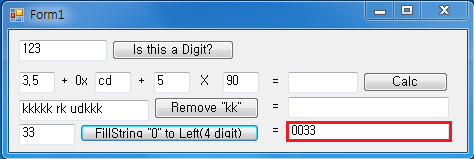 Form1
123 Is this a Digit?
3,5 + 0x cd + 5 X 90 = Calc
kkkkk rk udkkk Remove "kk" =
33 FillString "0" to Left(4 digit) = 0033